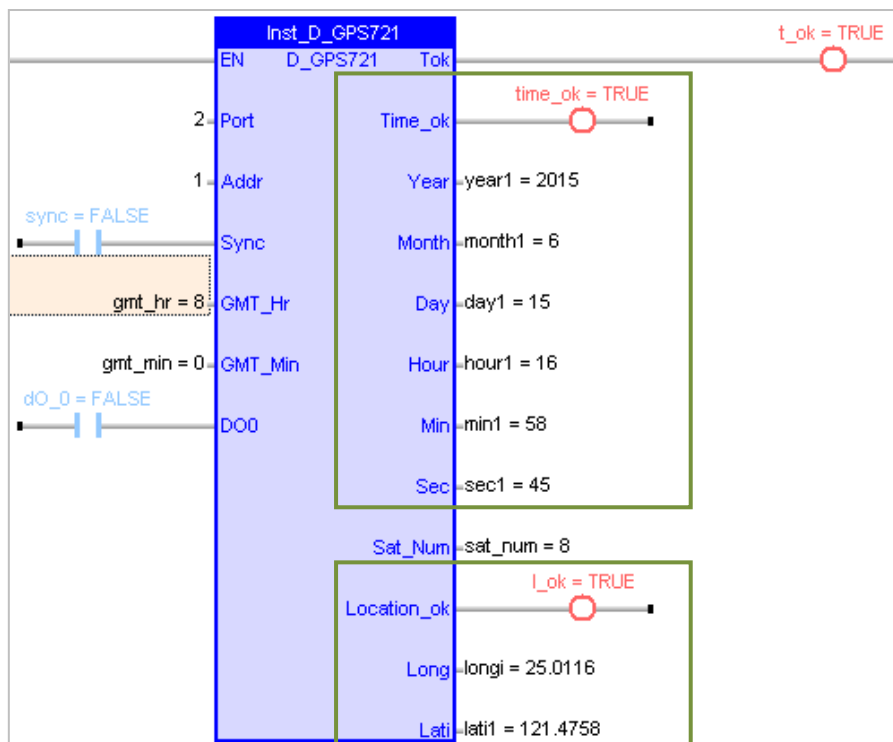 Inst_D_GPS721
t_ok = TRUE
EN D_GPS721 Tok
time_ok = TRUE
2 Port Time_ok
1 Addr Year year1 = 2015
sync = FALSE
Sync Month month1 = 6
gmt_hr = 8 GMT_Hr Day day1 = 15
gmt_min = 0 GMT_Min Hour hour1 = 16
dO_0 = FALSE
DO0 Min min1 = 58
Sec sec1 = 45
Sat_Num sat_num = 8
l_ok = TRUE
Location_ok
Long longi = 25.0116
Lati lati1 = 121.4758